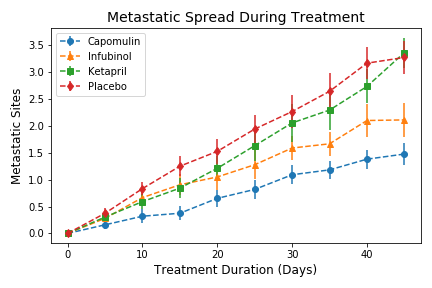 Metastatic Spread During Treatment
Capomulin
Infubinol
Ketapril
Placebo
Metastatic Sites
3.5
3.0
2.5
2.0
1.5
1.0
0.5
0.0
0 10 20 30 40
Treatment Duration (Days)